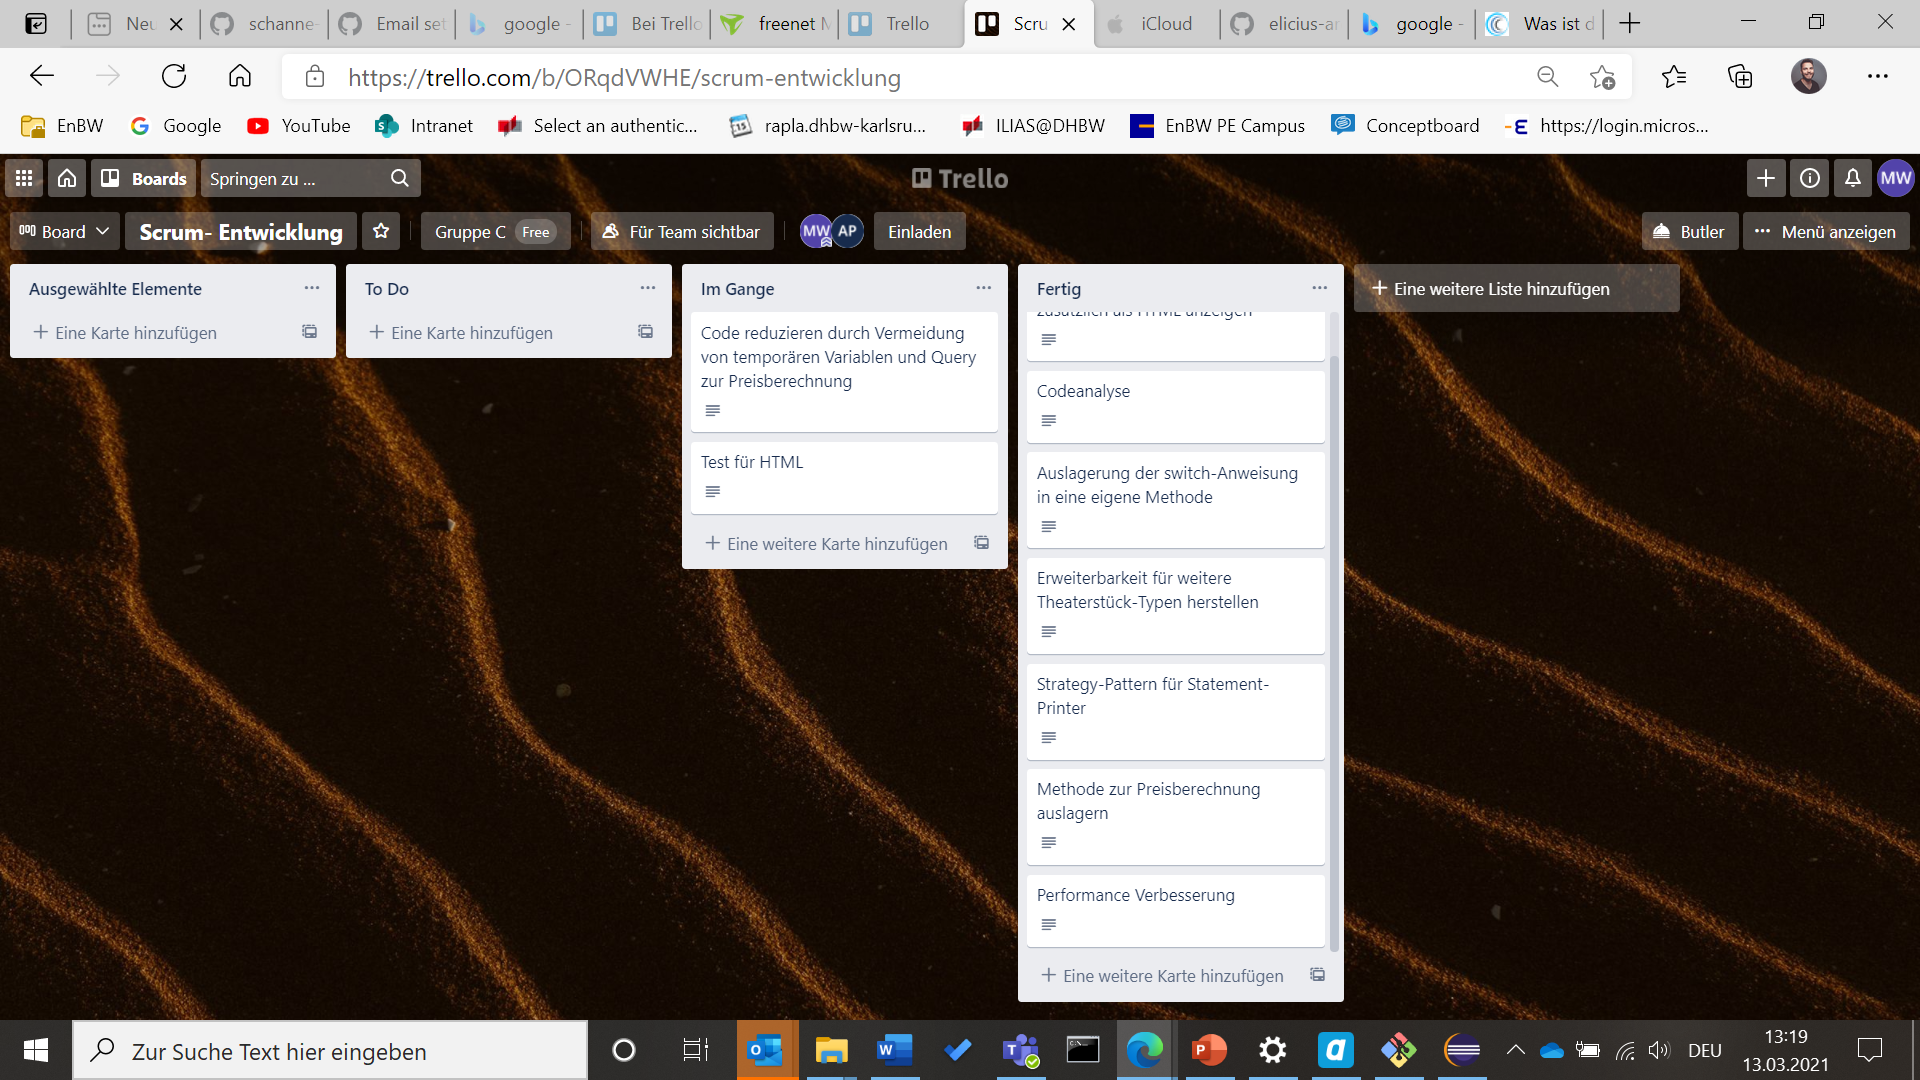 Neu
schanne-
Email set
google -
Bei Trello
freenet M
Trello
Scru
iCloud
elicius-ar
google -
Was ist d
https://trello.com/b/ORqdVWHE/scrum-entwicklung
EnBW
Google
YouTube
Intranet
Select an authentic...
rapla.dhbw-karlsru...
ILIAS@DHBW
EnBW PE Campus
Conceptboard
https://login.micros...
Boards
Springen zu ...
Trello
MW
Board
Scrum- Entwicklung
Gruppe C Free
Für Team sichtbar
MW
AP
Einladen
Butler
Menü anzeigen
Ausgewählte Elemente
Eine Karte hinzufügen
To Do
Eine Karte hinzufügen
Im Gange
Code reduzieren durch Vermeidung
von temporären Variablen und Query
zur Preisberechnung
Test für HTML
Eine weitere Karte hinzufügen
Fertig
zusätzlich als HTML anzeigen
Codeanalyse
Auslagerung der switch-Anweisung
in eine eigene Methode
Erweiterbarkeit für weitere
Theaterstück-Typen herstellen
Strategy-Pattern für Statement-
Printer
Methode zur Preisberechnung
auslagern
Performance Verbesserung
Eine weitere Karte hinzufügen
Eine weitere Liste hinzufügen
Zur Suche Text hier eingeben
DEU
13:19
13.03.2021